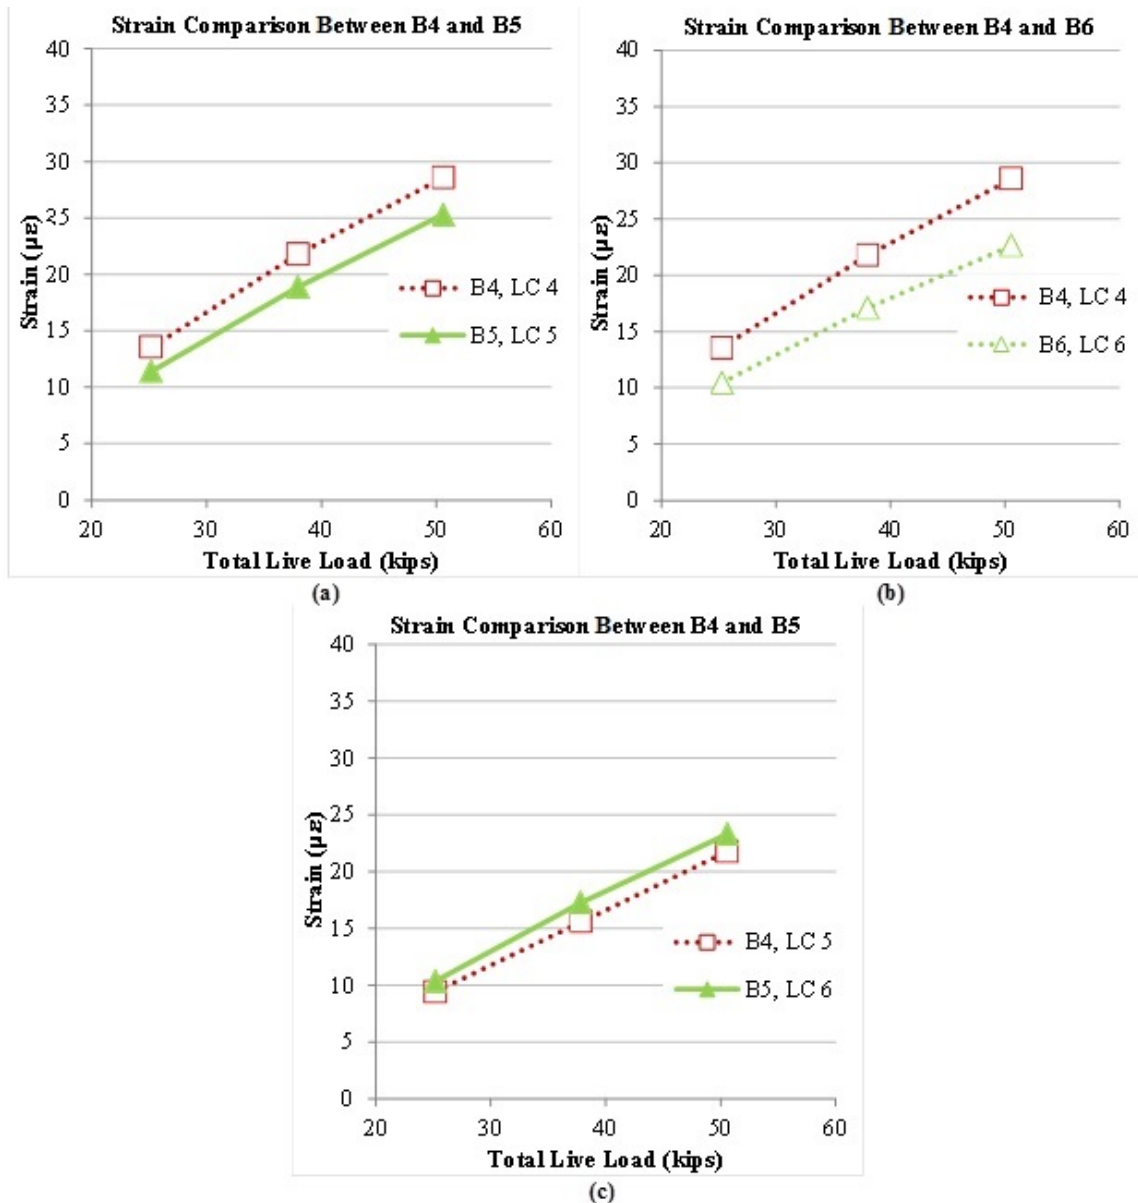 Strain Comparison Between B4 and B5
40
35
30
25
20
15
10
5
0
Strain (με)
B4, LC 4
B5, LC 5
20 30 40 50 60
Total Live Load (kips)
(a)
Strain Comparison Between B4 and B6
40
35
30
25
20
15
10
5
0
Strain (με)
B4, LC 4
B6, LC 6
20 30 40 50 60
Total Live Load (kips)
(b)
Strain Comparison Between B4 and B5
40
35
30
25
20
15
10
5
0
Strain (με)
B4, LC 5
B5, LC 6
20 30 40 50 60
Total Live Load (kips)
(c)